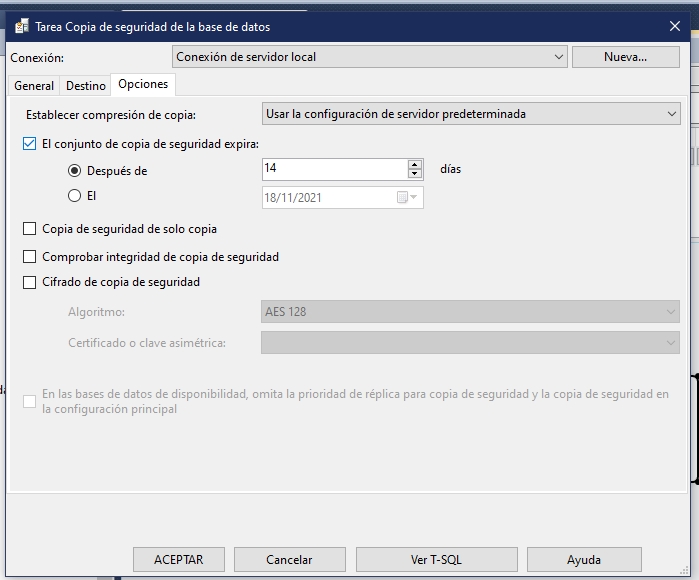 Tarea Copia de seguridad de la base de datos
Conexión:
Conexión de servidor local
Nueva...
General
Destino
Opciones
Establecer compresión de copia:
Usar la configuración de servidor predeterminada
El conjunto de copia de seguridad expira:
Después de
14
días
El
18/11/2021
Copia de seguridad de solo copia
Comprobar integridad de copia de seguridad
Cifrado de copia de seguridad
Algoritmo:
AES 128
Certificado o clave asimétrica:
En las bases de datos de disponibilidad, omita la prioridad de réplica para copia de seguridad y la copia de seguridad en
la configuración principal
ACEPTAR
Cancelar
Ver T-SQL
Ayuda